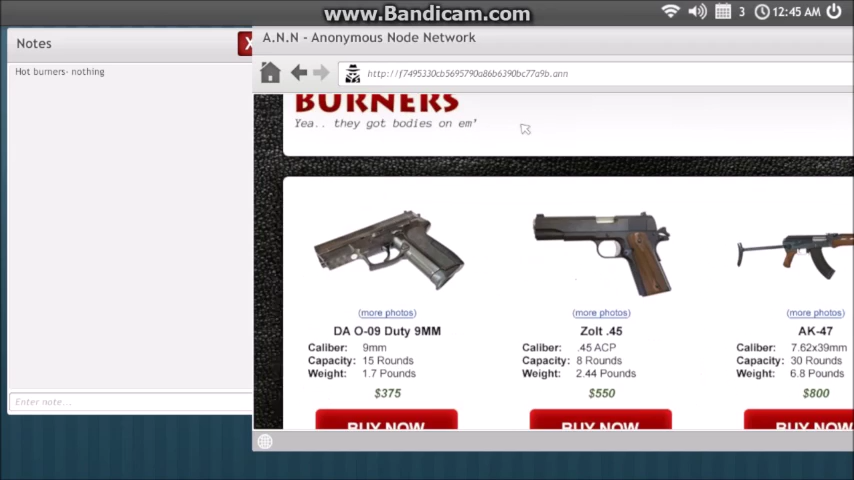 www.Bandicam.com
3
12:45 AM
Notes
X
Hot burners- nothing
Enter note...
A.N.N - Anonymous Node Network
http://f7495330cb5695790a86b6390bc77a9b.ann
BURNERS
Yea.. they got bodies on em'
(more photos)
DA O-09 Duty 9MM
Caliber: 9mm
Capacity: 15 Rounds
Weight: 1.7 Pounds
$375
BUY NOW
(more photos)
Zolt .45
Caliber: .45 ACP
Capacity: 8 Rounds
Weight: 2.44 Pounds
$550
BUY NOW
(more photos)
AK-47
Caliber: 7.62x39mm
Capacity: 30 Rounds
Weight: 6.8 Pounds
$800
BUY NOW